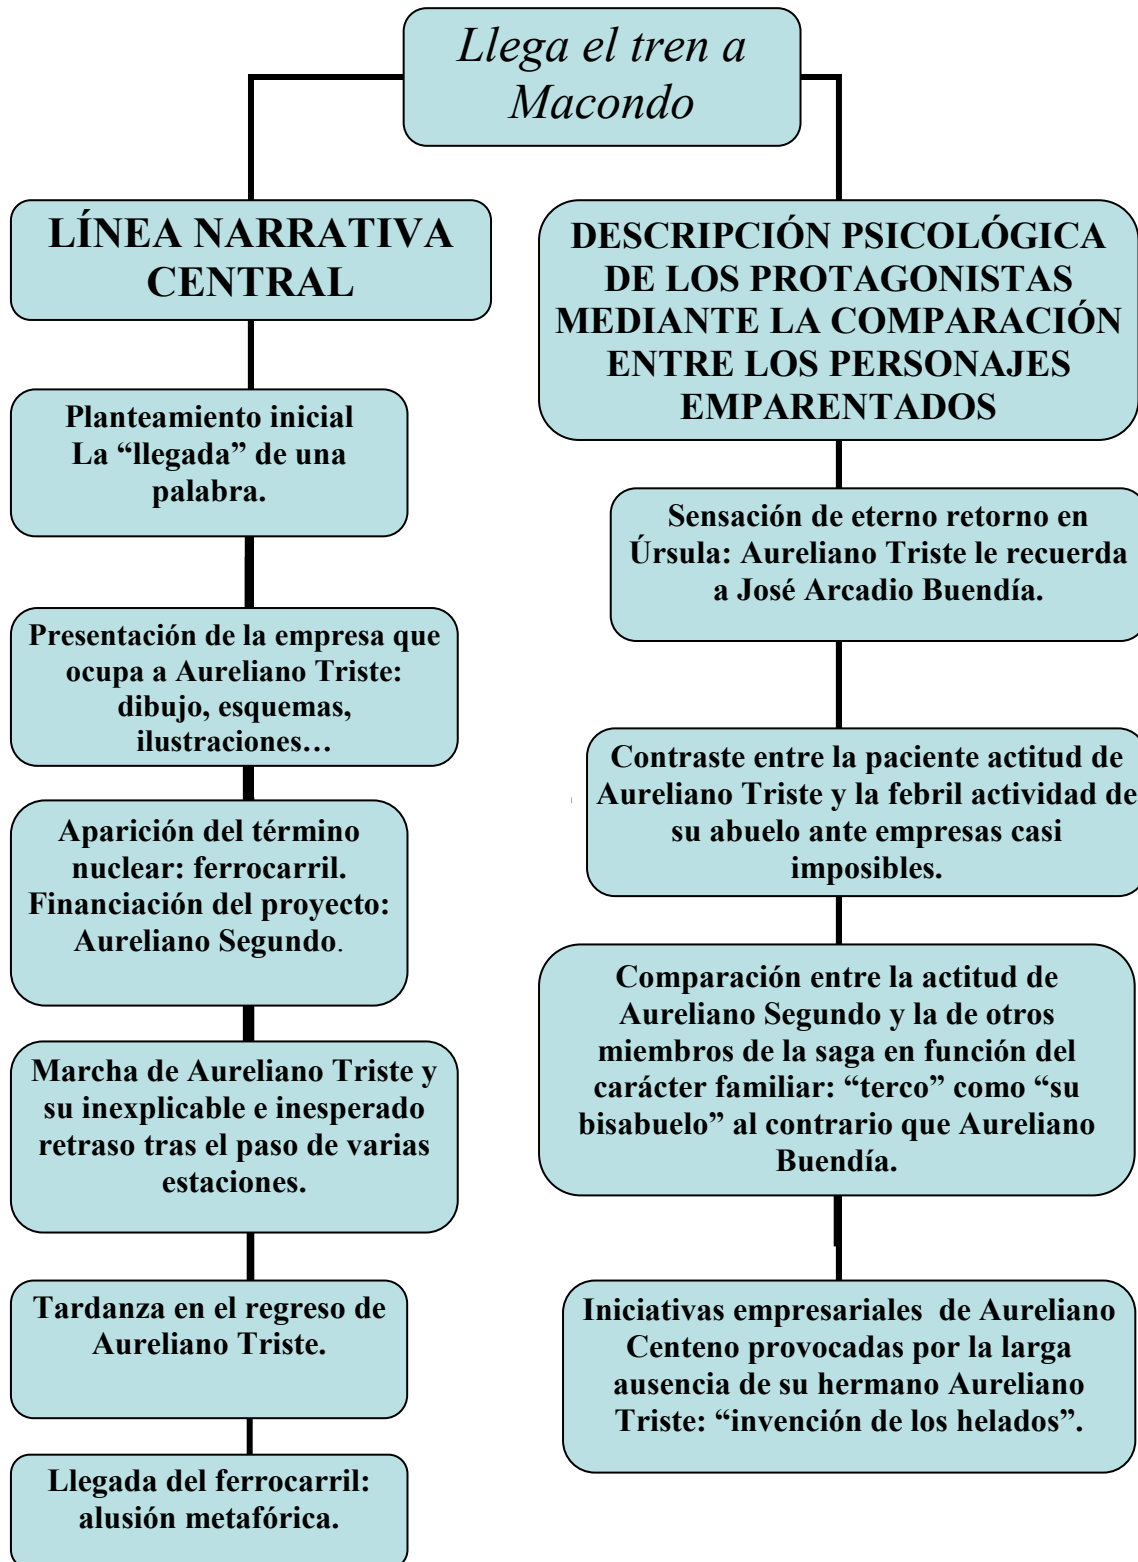 Llega el tren a
Macondo
LÍNEA NARRATIVA
CENTRAL
Planteamiento inicial
La “llegada” de una
palabra.
Presentación de la empresa que
ocupa a Aureliano Triste:
dibujo, esquemas,
ilustraciones…
Aparición del término
nuclear: ferrocarril.
Financiación del proyecto:
Aureliano Segundo.
Marcha de Aureliano Triste y
su inexplicable e inesperado
retraso tras el paso de varias
estaciones.
Tardanza en el regreso de
Aureliano Triste.
Llegada del ferrocarril:
alusión metafórica.
DESCRIPCIÓN PSICOLÓGICA
DE LOS PROTAGONISTAS
MEDIANTE LA COMPARACIÓN
ENTRE LOS PERSONAJES
EMPARENTADOS
Sensación de eterno retorno en
Úrsula: Aureliano Triste le recuerda
a José Arcadio Buendía.
Contraste entre la paciente actitud de
Aureliano Triste y la febril actividad de
su abuelo ante empresas casi
imposibles.
Comparación entre la actitud de
Aureliano Segundo y la de otros
miembros de la saga en función del
carácter familiar: “terco” como “su
bisabuelo” al contrario que Aureliano
Buendía.
Iniciativas empresariales de Aureliano
Centeno provocadas por la larga
ausencia de su hermano Aureliano
Triste: “invención de los helados”.